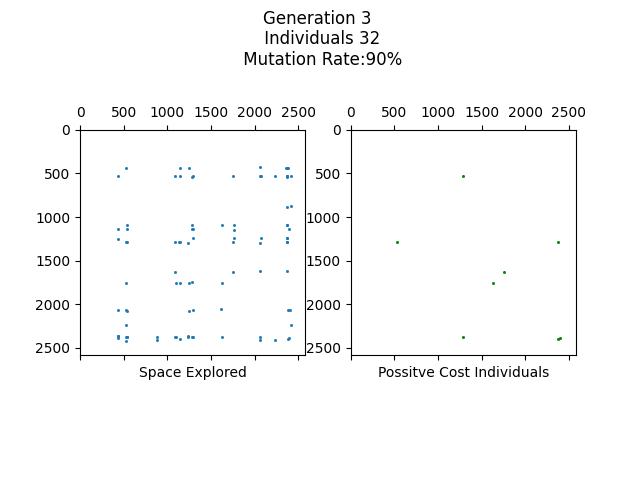 Generation 3
Individuals 32
Mutation Rate:90%
0 500 1000 1500 2000 2500
0 500 1000 1500 2000 2500
0
500
1000
1500
2000
2500
0
500
1000
1500
2000
2500
Space Explored
Possitve Cost Individuals